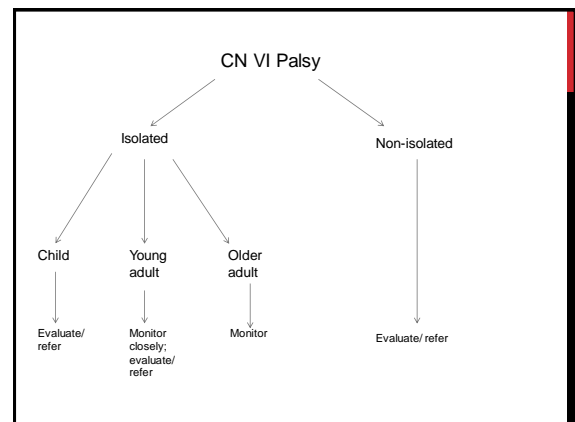 CN VI Palsy
Isolated
Non-isolated
Child
Young
adult
Older
adult
Evaluate/
refer
Monitor
closely;
evaluate/
refer
Monitor
Evaluate/ refer